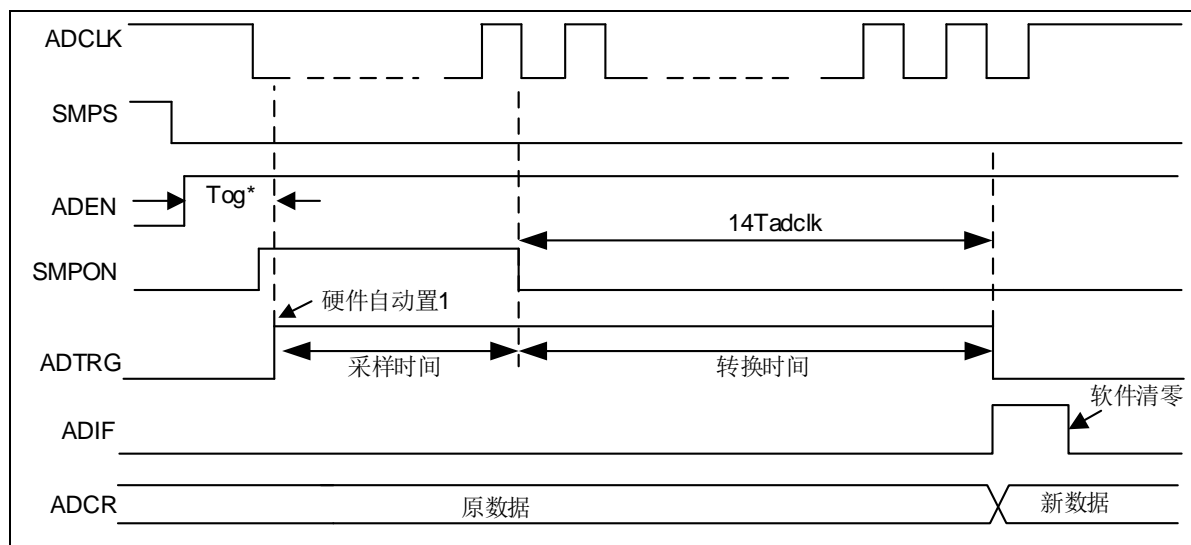 ADCLK
SMPS
Tog*
ADEN
14Tadclk
SMPON
硬件自动置1
采样时间
转换时间
ADTRG
软件清零
ADIF
ADCR
原数据
新数据